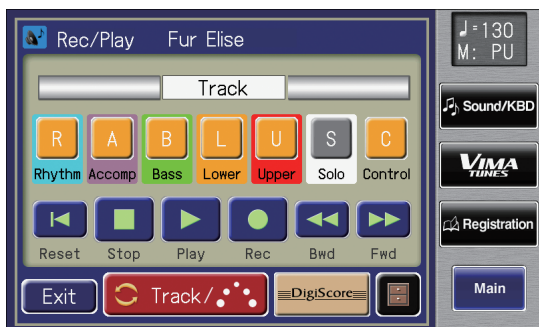 Rec/Play Fur Elise
Track
R A B L U S C
Rhythm Accomp Bass Lower Upper Solo Control
Reset Stop Play Rec Bwd Fwd
Exit Track/ DigiScore
♩=130
M: PU
Sound/KBD
VIMA
TUNES
Registration
Main